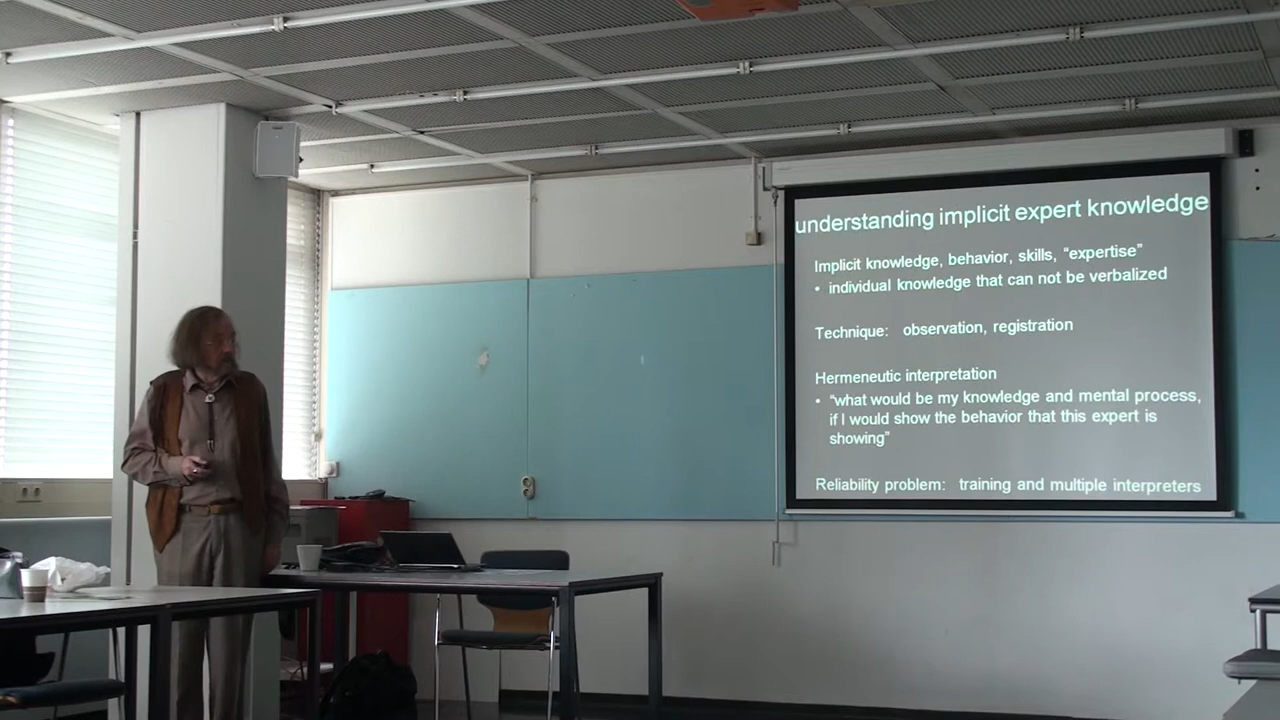 understanding implicit expert knowledge
Implicit knowledge, behavior, skills, “expertise”
• individual knowledge that can not be verbalized
Technique: observation, registration
Hermeneutic interpretation
• “what would be my knowledge and mental process,
if I would show the behavior that this expert is
showing”
Reliability problem: training and multiple interpreters